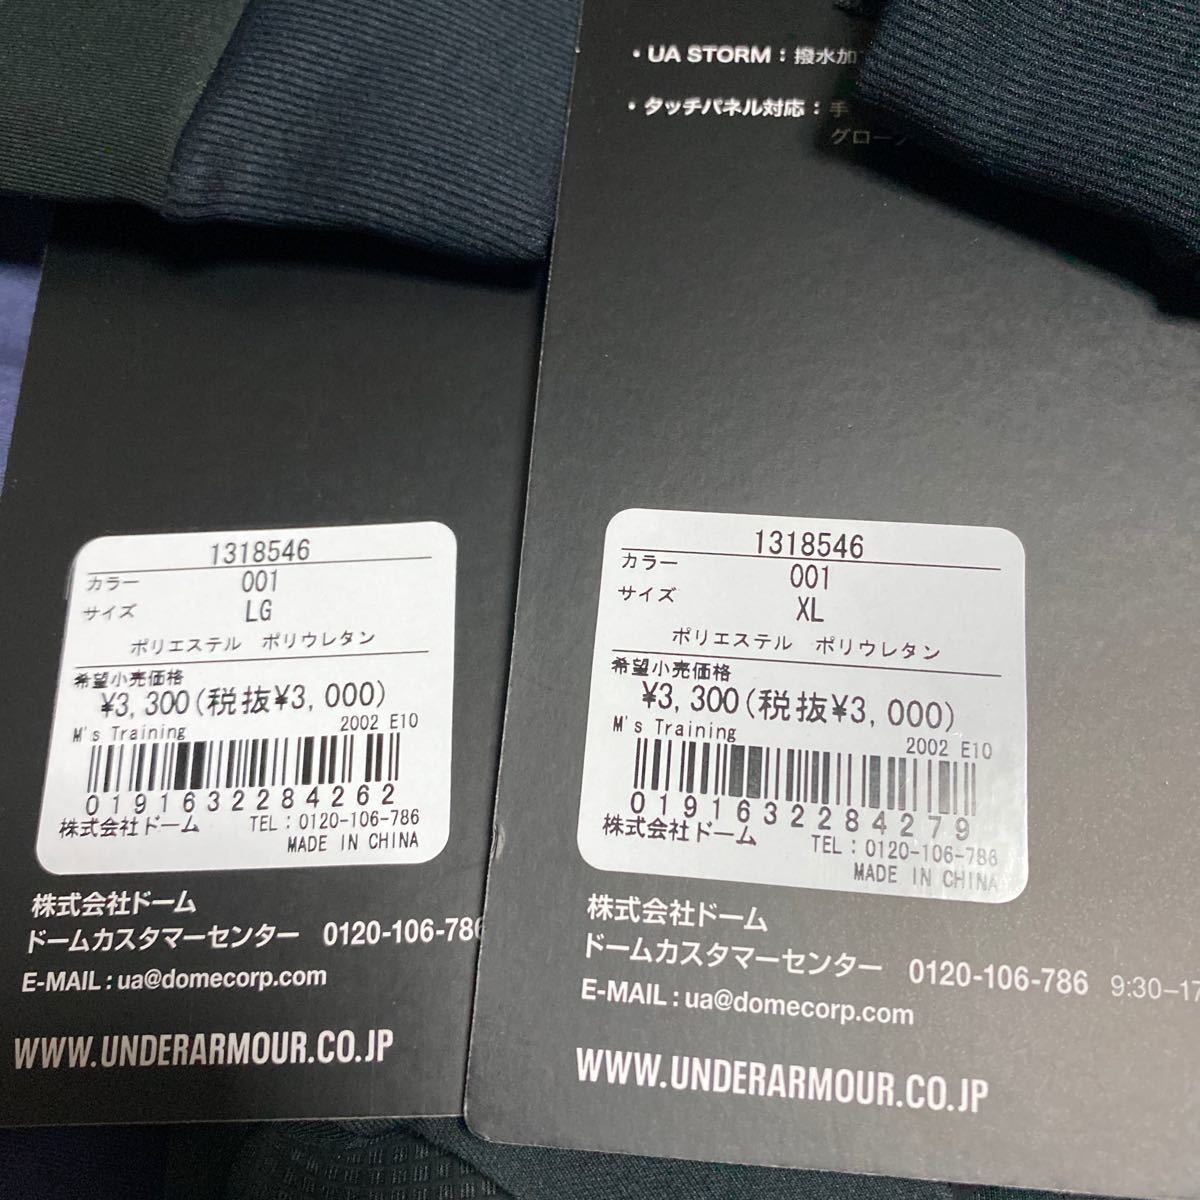 ・UA STORM：撥水加
・タッチパネル対応：手
グローブ
1318546
カラー 001
サイズ LG
ポリエステル ポリウレタン
希望小売価格
¥3,300(税抜¥3,000)
M's Training 2002 E10
0191632284262
株式会社ドーム TEL：0120-106-786
MADE IN CHINA
株式会社ドーム
ドームカスタマーセンター 0120-106-786
E-MAIL：ua@domecorp.com
WWW.UNDERARMOUR.CO.JP
1318546
カラー 001
サイズ XL
ポリエステル ポリウレタン
希望小売価格
¥3,300(税抜¥3,000)
M's Training 2002 E10
0191632284279
株式会社ドーム TEL：0120-106-786
MADE IN CHINA
株式会社ドーム
ドームカスタマーセンター 0120-106-786 9:30–17
E-MAIL：ua@domecorp.com
WWW.UNDERARMOUR.CO.JP